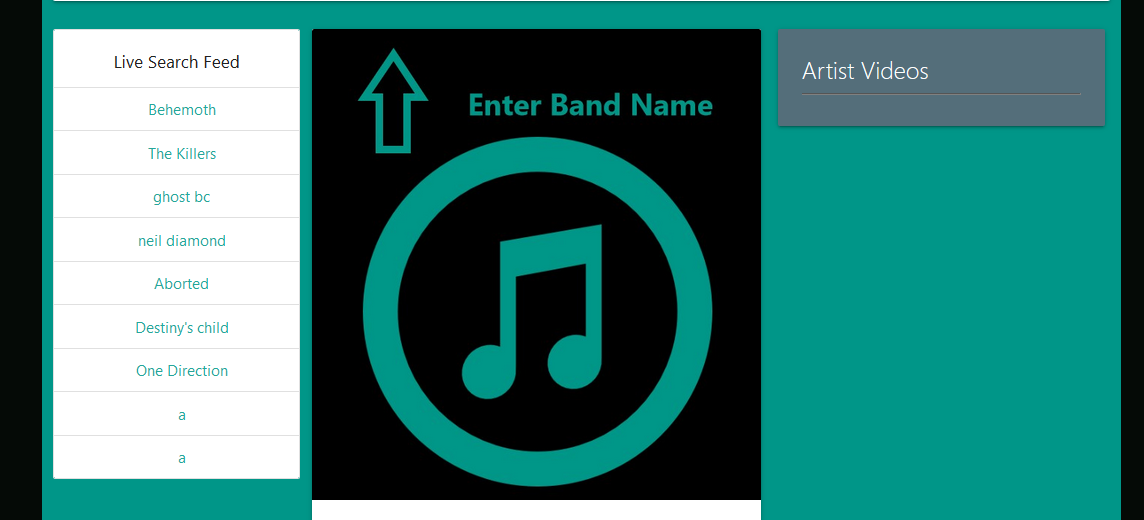 Live Search Feed
Behemoth
The Killers
ghost bc
neil diamond
Aborted
Destiny's child
One Direction
a
a
Enter Band Name
Artist Videos